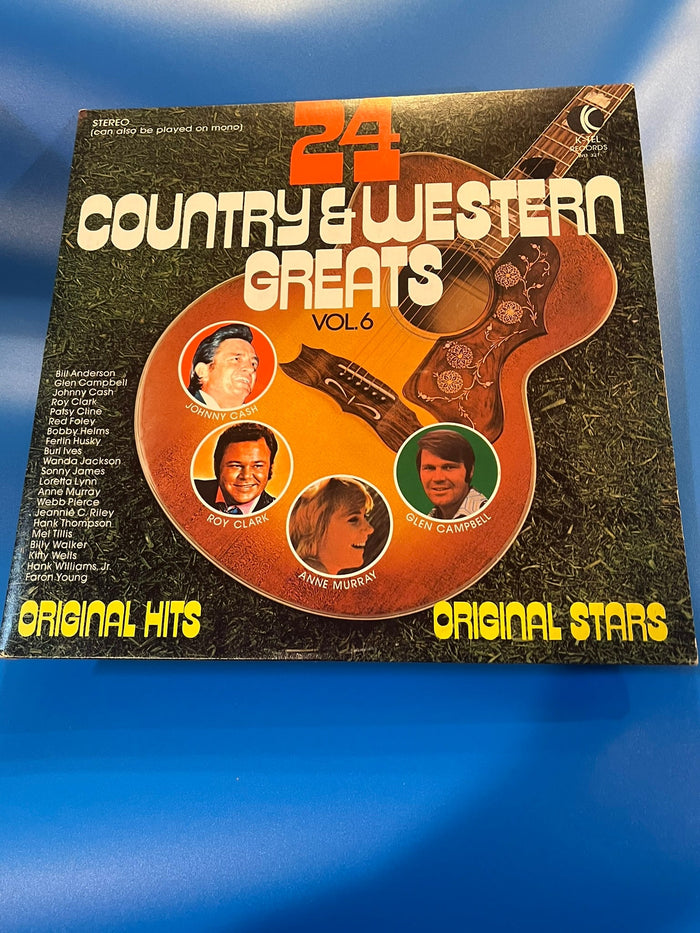 STEREO
(can also be played on mono)
24
COUNTRY & WESTERN
GREATS
VOL. 6
K-TEL
RECORDS
Bill Anderson
Glen Campbell
Johnny Cash
Roy Clark
Patsy Cline
Red Foley
Bobby Helms
Ferlin Husky
Burl Ives
Wanda Jackson
Sonny James
Loretta Lynn
Anne Murray
Webb Pierce
Jeannie C. Riley
Hank Thompson
Mel Tillis
Billy Walker
Kitty Wells
Hank Williams, Jr.
Faron Young
JOHNNY CASH
ROY CLARK
ANNE MURRAY
GLEN CAMPBELL
ORIGINAL HITS
ORIGINAL STARS